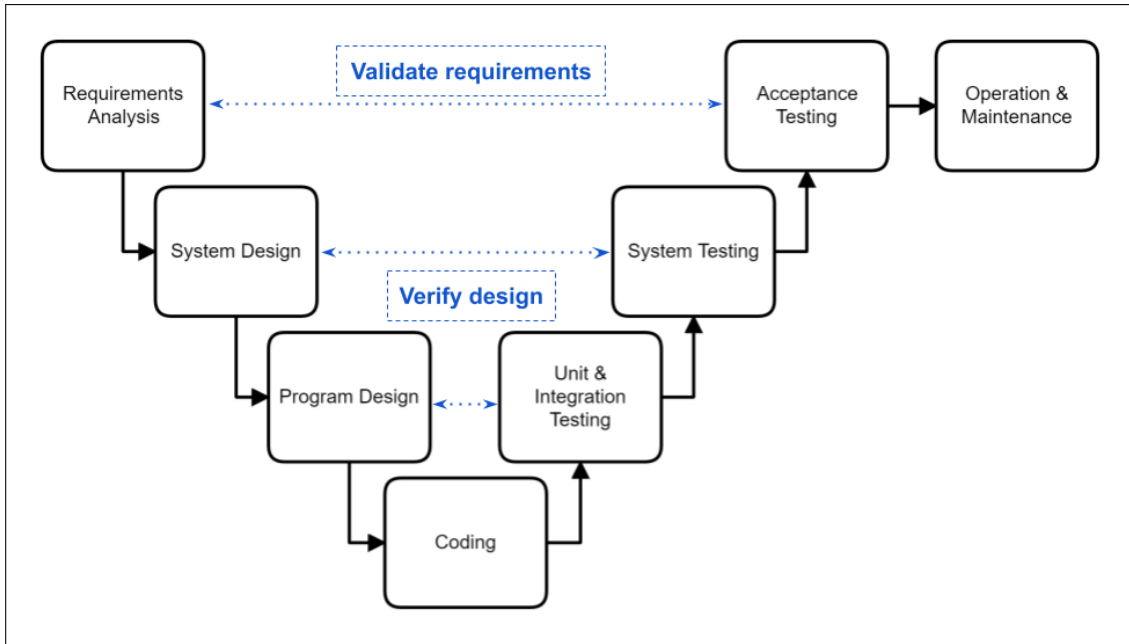 Validate requirements
Requirements
Analysis
Acceptance
Testing
Operation &
Maintenance
System Design
System Testing
Verify design
Program Design
Unit &
Integration
Testing
Coding